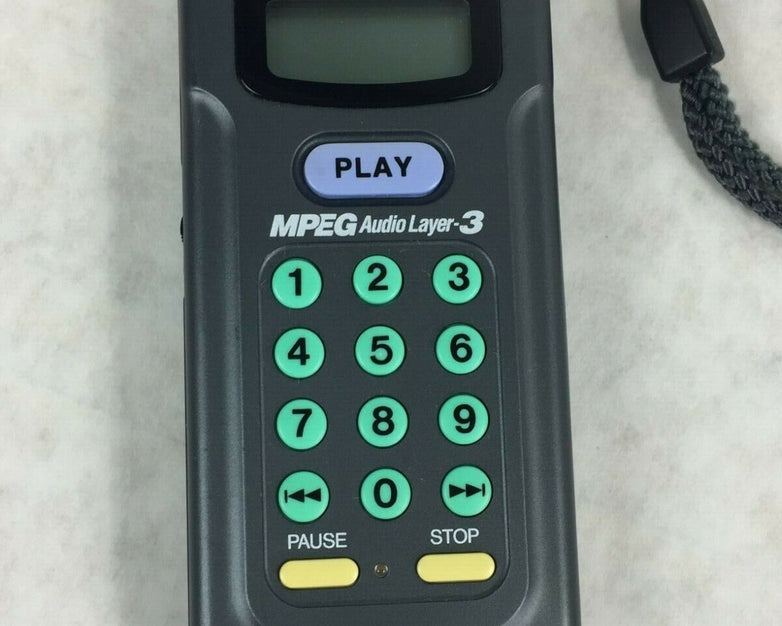 PLAY
MPEG Audio Layer-3
1 2 3
4 5 6
7 8 9
0
PAUSE STOP